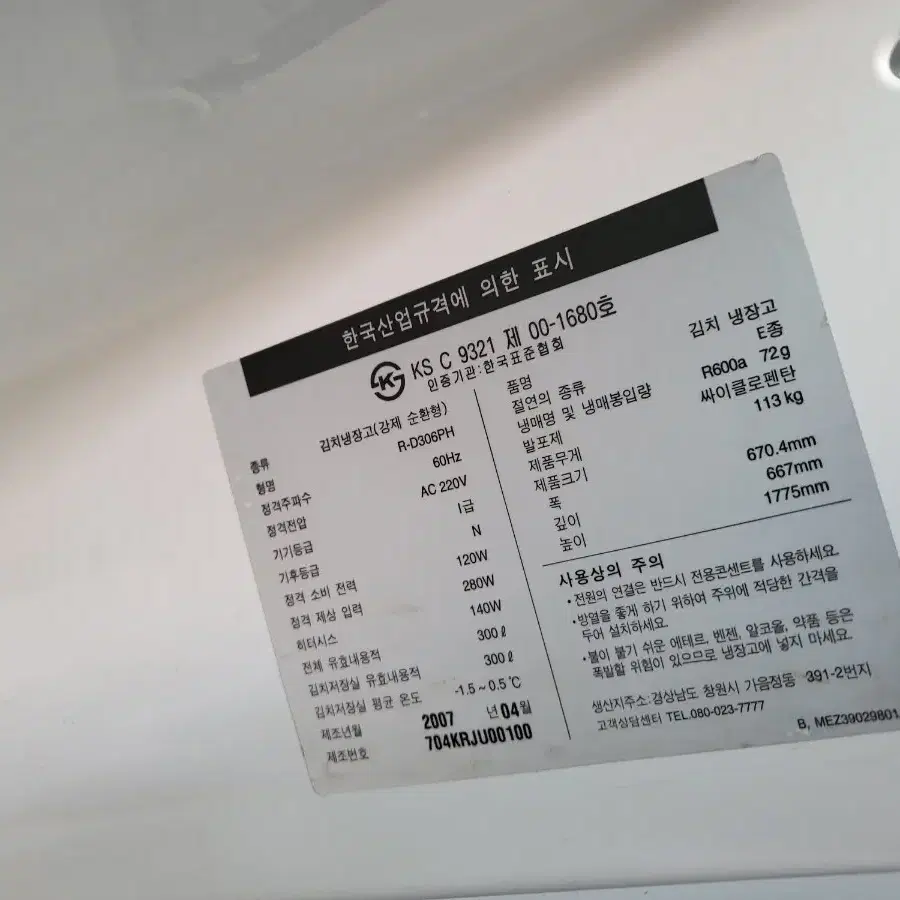 한국산업규격에 의한 표시
KS C 9321 제 00-1680호
인증기관:한국표준협회
종류 김치냉장고(강제 순환형)
형명 R-D306PH
정격주파수 60Hz
정격전압 AC 220V
기기등급 I급
기후등급 N
정격 소비 전력 120W
정격 제상 입력 280W
히터시스 140W
전체 유효내용적 300ℓ
김치저장실 유효내용적 300ℓ
김치저장실 평균 온도 -1.5~0.5℃
제조년월 2007 년 04월
제조번호 704KRJU00100
품명 김치 냉장고
절연의 종류 E종
냉매명 및 냉매봉입량 R600a 72g
발포제 싸이클로펜탄
제품무게 113kg
제품크기
폭 670.4mm
깊이 667mm
높이 1775mm
사용상의 주의
•전원의 연결은 반드시 전용콘센트를 사용하세요.
•방열을 좋게 하기 위하여 주위에 적당한 간격을
두어 설치하세요.
•불이 붙기 쉬운 에테르, 벤젠, 알코올, 약품 등은
폭발할 위험이 있으므로 냉장고에 넣지 마세요.
생산지주소:경상남도 창원시 가음정동 391-2번지
고객상담센터 TEL.080-023-7777
B, MEZ39029801